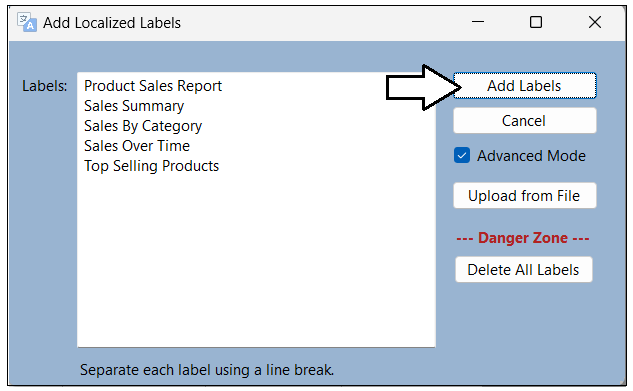 Add Localized Labels
Labels:
Product Sales Report
Sales Summary
Sales By Category
Sales Over Time
Top Selling Products
Add Labels
Cancel
Advanced Mode
Upload from File
--- Danger Zone ---
Delete All Labels
Separate each label using a line break.